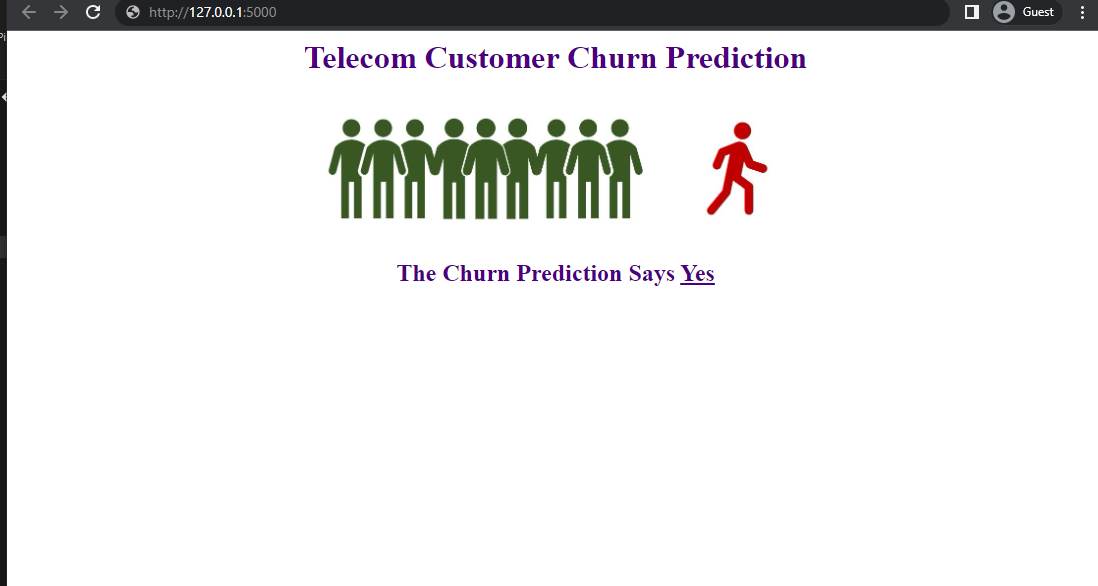 http://127.0.0.1:5000
Guest
Telecom Customer Churn Prediction
The Churn Prediction Says Yes